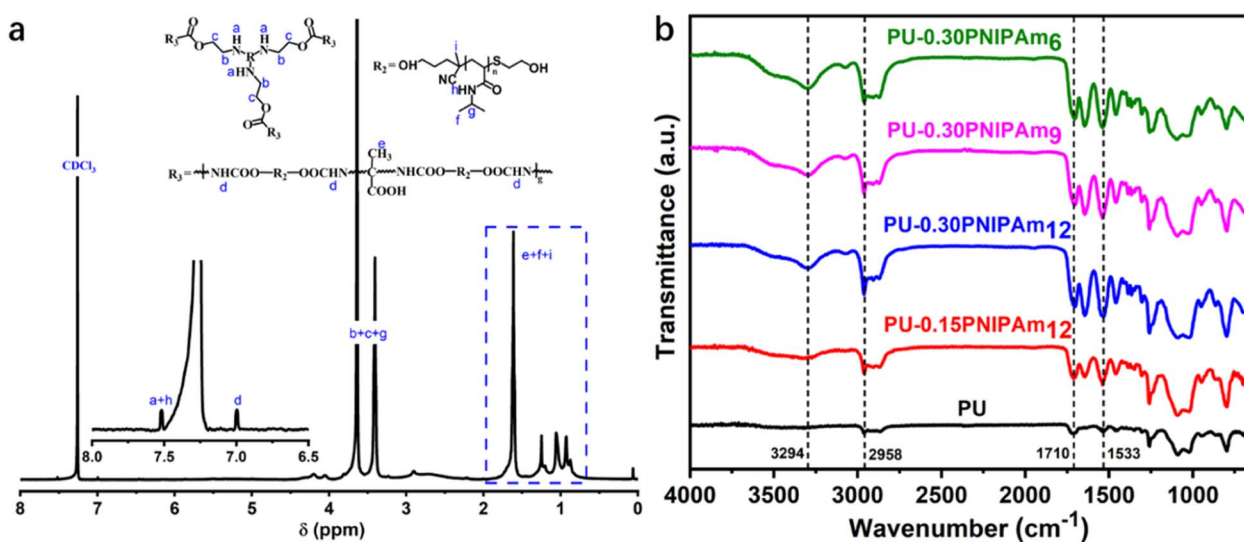 a
R₃ O
a H N
a H N
O R₃
c O b R b O c
a HN b
c O
O R₃
R₂= OH i NC n S OH
h N H O
g
f
CDCl₃
e
CH₃
R₃= NHCOO-R₂-OOCHN NHCOO-R₂-OOCHN g
d d COOH d
e+f+i
b+c+g
a+h d
8.0 7.5 7.0 6.5
8 7 6 5 4 3 2 1 0
δ (ppm)
b
PU-0.30PNIPAm6
PU-0.30PNIPAm9
PU-0.30PNIPAm12
PU-0.15PNIPAm12
PU
3294 2958 1710 1533
Transmittance (a.u.)
4000 3500 3000 2500 2000 1500 1000
Wavenumber (cm⁻¹)